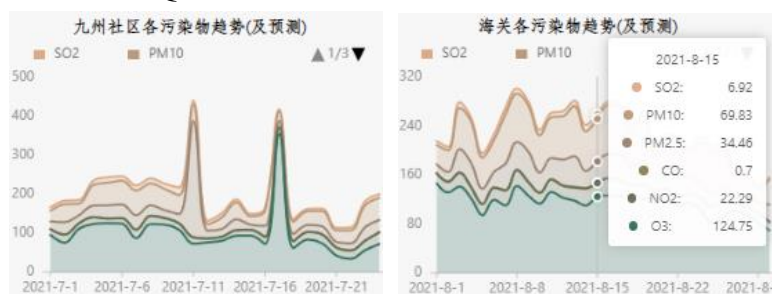 九州社区各污染物趋势(及预测)
SO2 PM10 1/3
500
400
300
200
100
0
2021-7-1 2021-7-6 2021-7-11 2021-7-16 2021-7-21
海关各污染物趋势(及预测)
SO2 PM10
320
240
160
80
0
2021-8-1 2021-8-8 2021-8-15 2021-8-22 2021-8-
2021-8-15
SO2: 6.92
PM10: 69.83
PM2.5: 34.46
CO: 0.7
NO2: 22.29
O3: 124.75